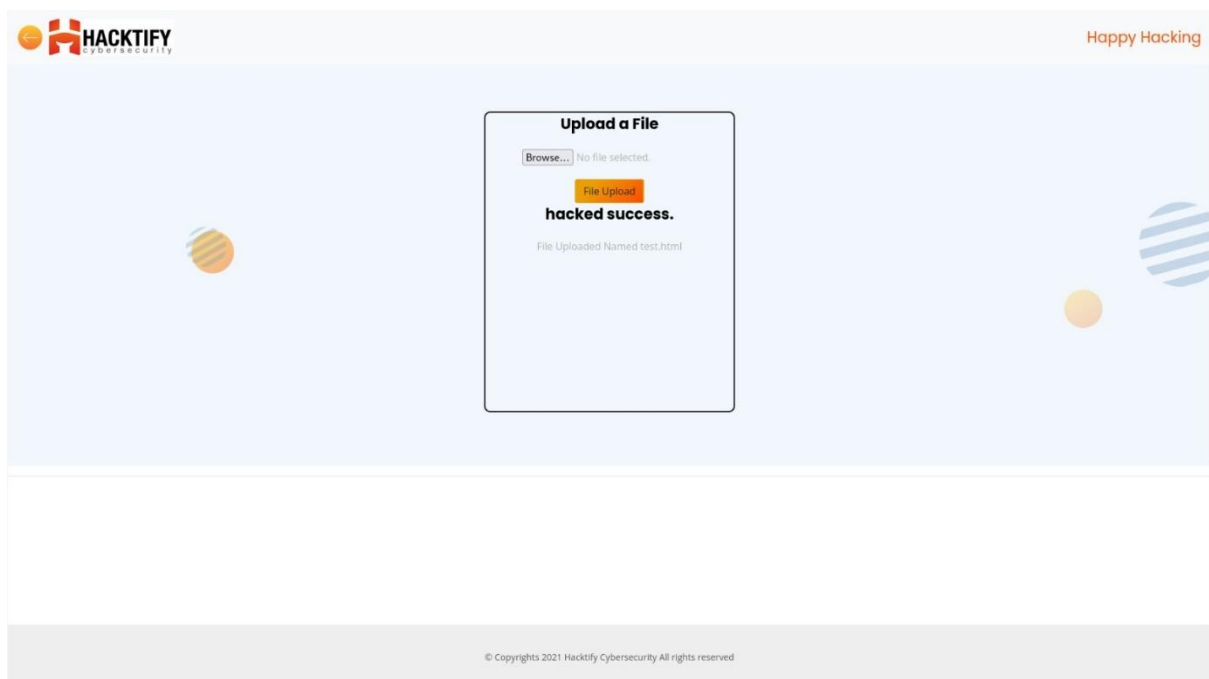 HACKTIFY
cybersecurity
Happy Hacking
Upload a File
Browse... No file selected.
File Upload
hacked success.
File Uploaded Named test.html
© Copyrights 2021 Hacktify Cybersecurity All rights reserved